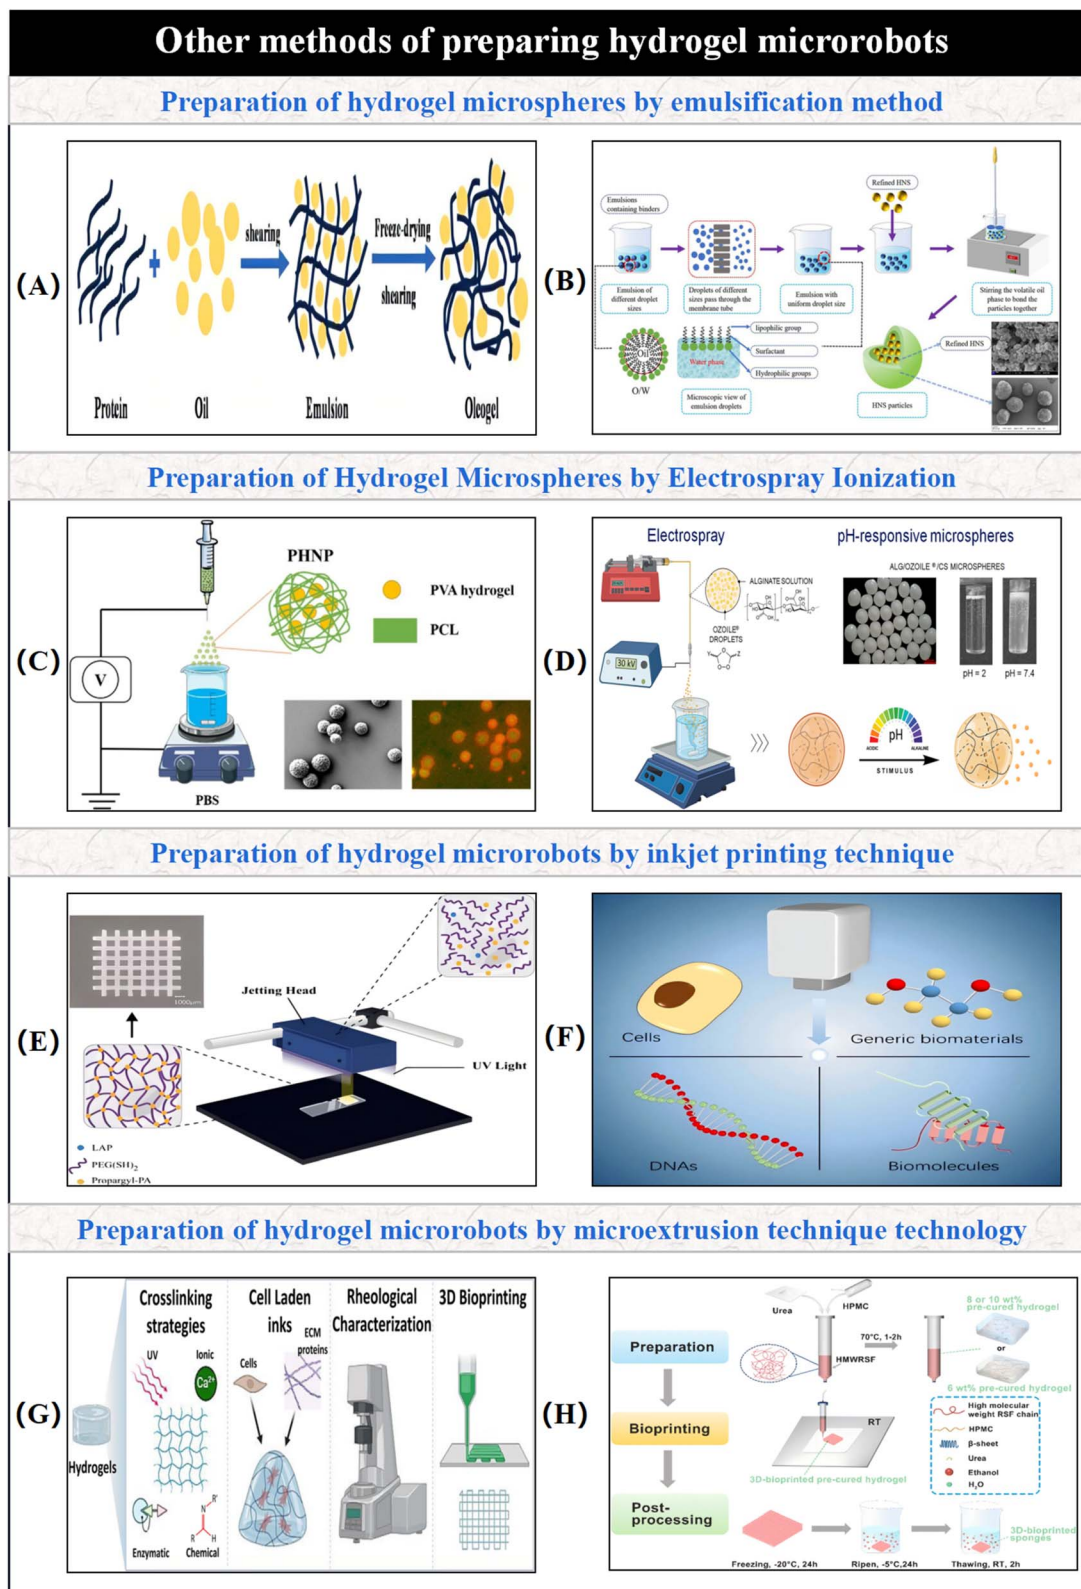 Other methods of preparing hydrogel microrobots
Preparation of hydrogel microspheres by emulsification method
(A)
shearing
Freeze-drying
shearing
Protein
Oil
Emulsion
Oleogel
(B)
Emulsions
containing binders
Refined HNS
Emulsion of
different droplet
sizes
Droplets of different
sizes pass through the
membrane tube
Emulsion with
uniform droplet size
Stirring the volatile oil
phase to bond the
particles together
Oil
O/W
Water phase
lipophilic group
Surfactant
Hydrophilic groups
Microscopic view of
emulsion droplets
Refined HNS
HNS particles
Preparation of Hydrogel Microspheres by Electrospray Ionization
(C)
V
PHNP
PVA hydrogel
PCL
PBS
(D)
Electrospray
pH-responsive microspheres
ALG/OZOILE ®/CS MICROSPHERES
ALGINATE SOLUTION
OZOILE®
DROPLETS
30 kV
pH = 2
pH = 7.4
pH
ACIDIC
ALKALINE
STIMULUS
Preparation of hydrogel microrobots by inkjet printing technique
(E)
1000μm
Jetting Head
UV Light
LAP
PEG(SH)2
Propargyl-PA
(F)
Cells
Generic biomaterials
DNAs
Biomolecules
Preparation of hydrogel microrobots by microextrusion technique technology
(G)
Hydrogels
Crosslinking
strategies
UV
Ionic
Ca²⁺
Enzymatic
Chemical
R'
N
R
H
Cell Laden
inks
ECM
proteins
Cells
Rheological
Characterization
3D Bioprinting
(H)
Preparation
Bioprinting
Post-
processing
Urea
HPMC
70°C, 1-2h
HMWRSF
8 or 10 wt%
pre-cured hydrogel
or
6 wt% pre-cured hydrogel
RT
3D-bioprinted pre-cured hydrogel
High molecular
weight RSF chain
HPMC
β-sheet
Urea
Ethanol
H₂O
3D-bioprinted
sponges
Freezing, -20°C, 24h
Ripen, -5°C,24h
Thawing, RT, 2h